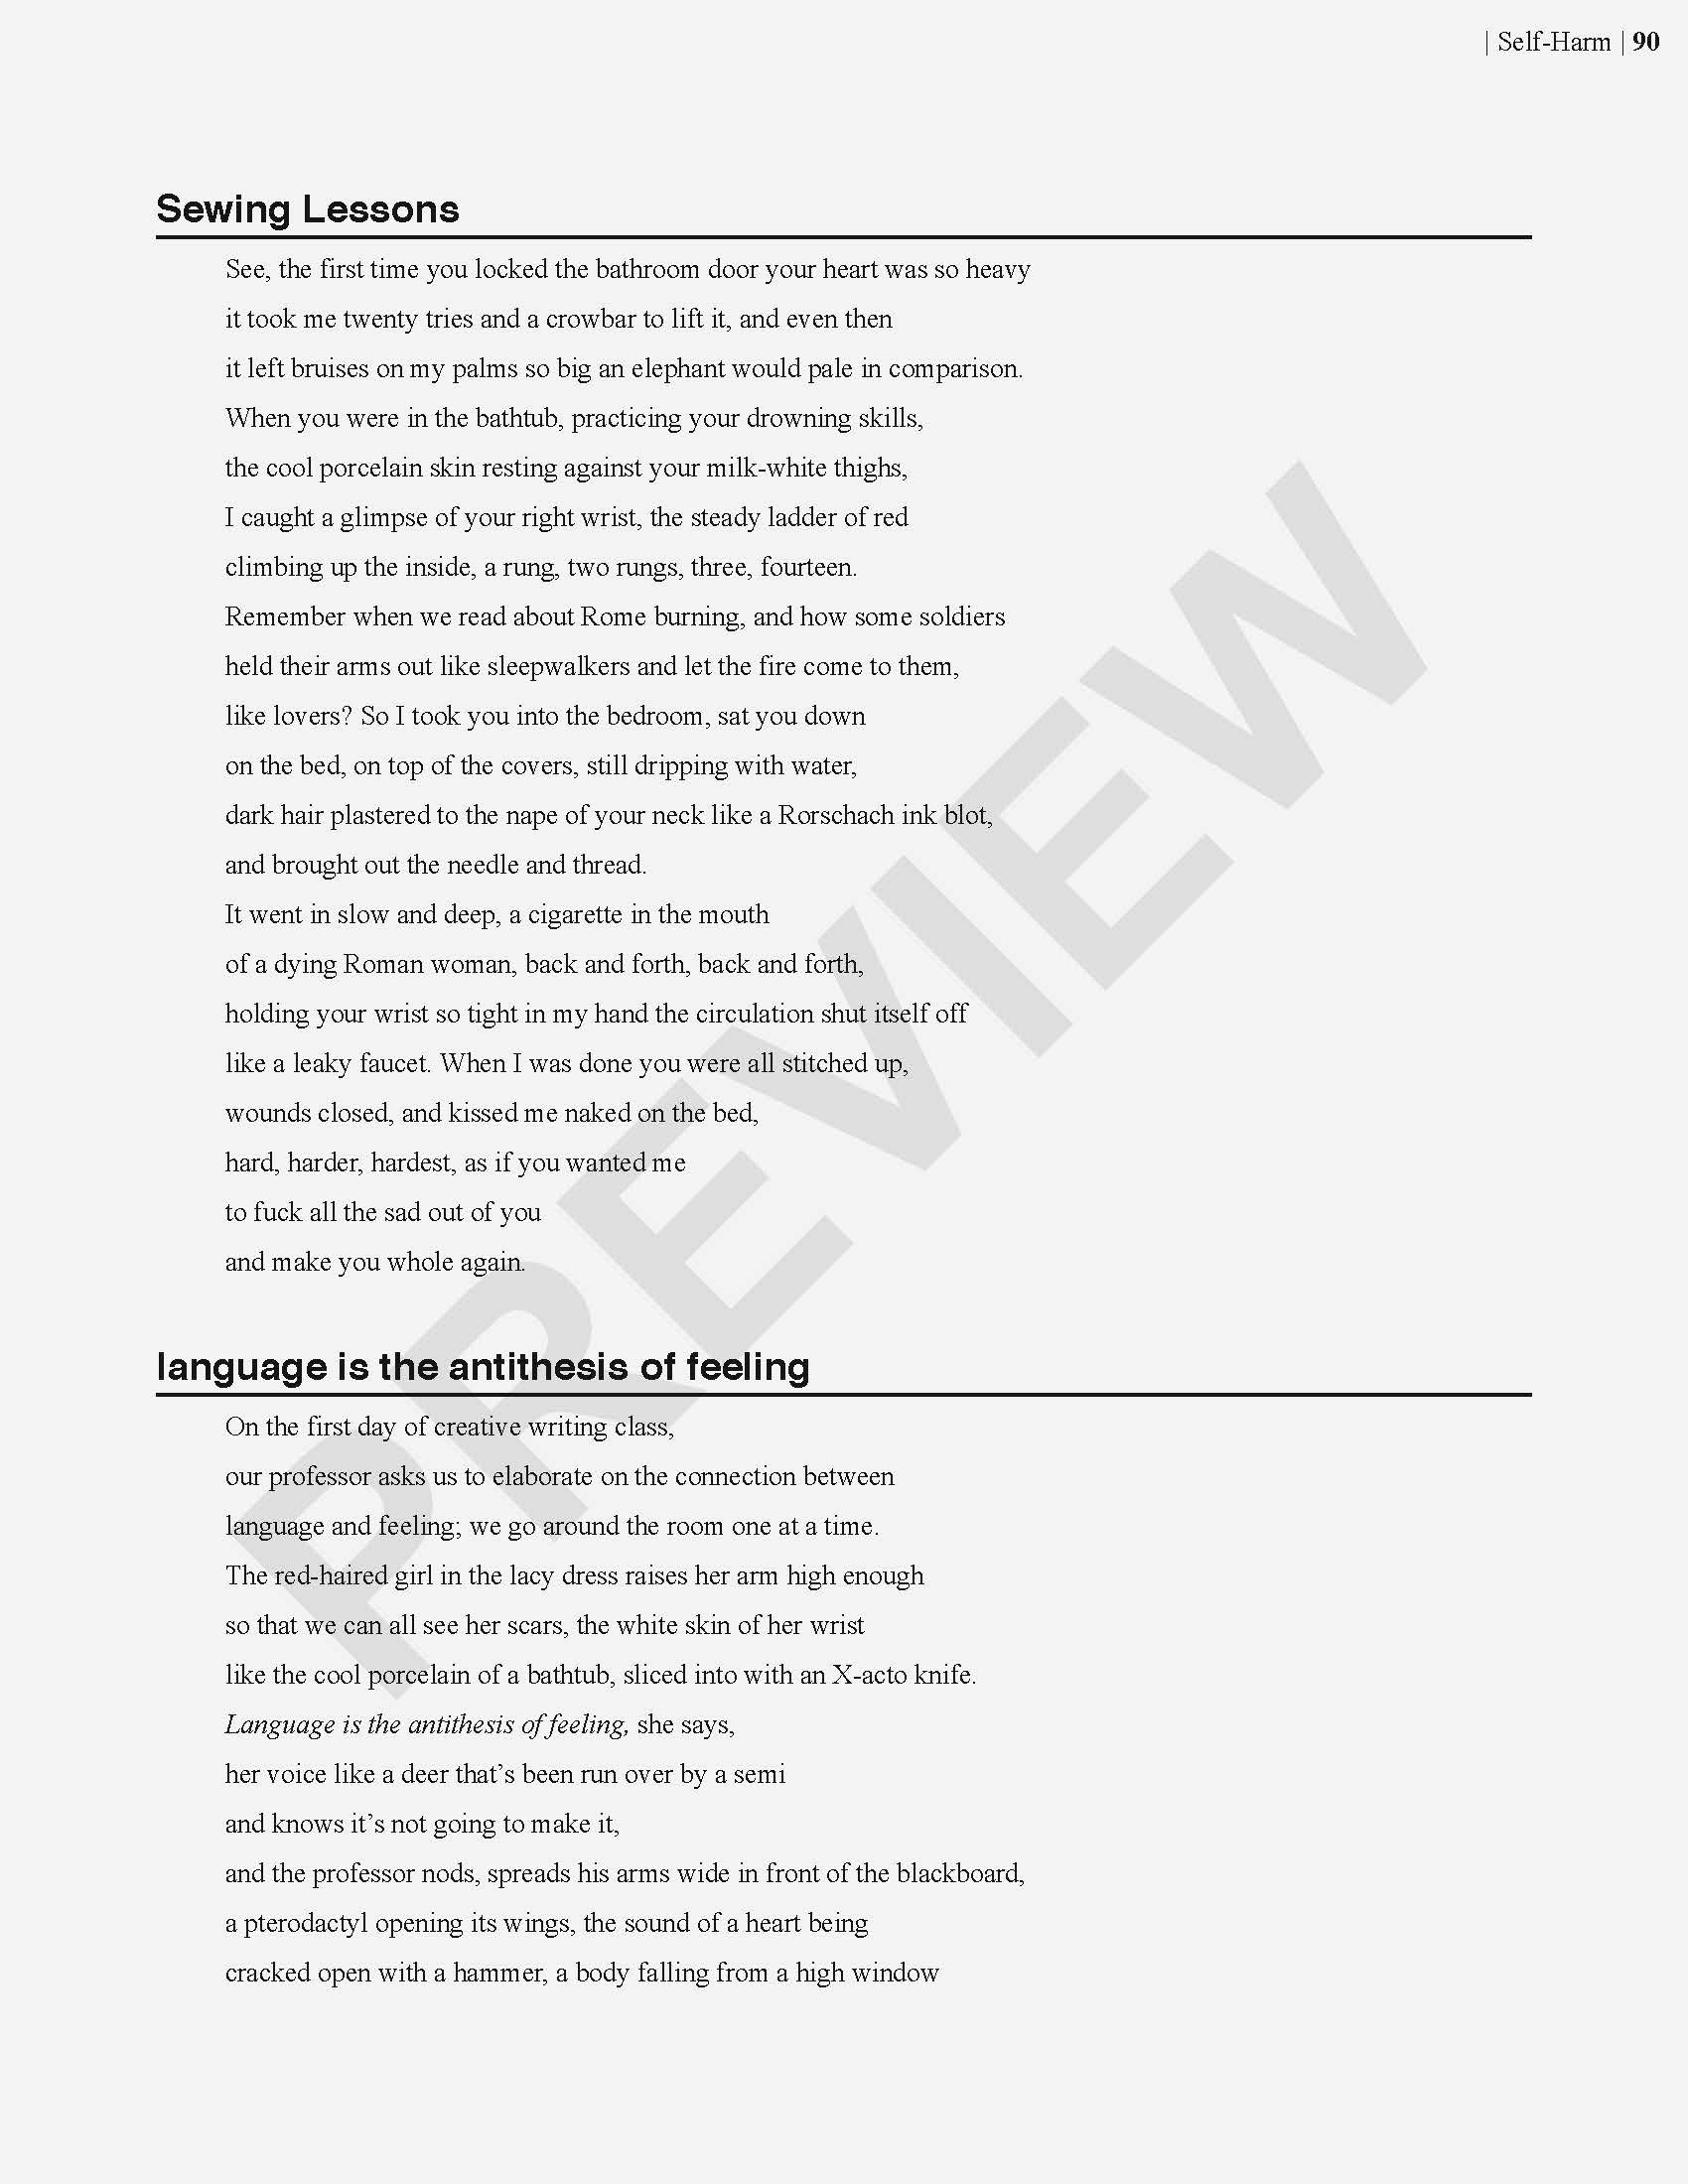 | Self-Harm | 90
Sewing Lessons
See, the first time you locked the bathroom door your heart was so heavy
it took me twenty tries and a crowbar to lift it, and even then
it left bruises on my palms so big an elephant would pale in comparison.
When you were in the bathtub, practicing your drowning skills,
the cool porcelain skin resting against your milk-white thighs,
I caught a glimpse of your right wrist, the steady ladder of red
climbing up the inside, a rung, two rungs, three, fourteen.
Remember when we read about Rome burning, and how some soldiers
held their arms out like sleepwalkers and let the fire come to them,
like lovers? So I took you into the bedroom, sat you down
on the bed, on top of the covers, still dripping with water,
dark hair plastered to the nape of your neck like a Rorschach ink blot,
and brought out the needle and thread.
It went in slow and deep, a cigarette in the mouth
of a dying Roman woman, back and forth, back and forth,
holding your wrist so tight in my hand the circulation shut itself off
like a leaky faucet. When I was done you were all stitched up,
wounds closed, and kissed me naked on the bed,
hard, harder, hardest, as if you wanted me
to fuck all the sad out of you
and make you whole again.
language is the antithesis of feeling
On the first day of creative writing class,
our professor asks us to elaborate on the connection between
language and feeling; we go around the room one at a time.
The red-haired girl in the lacy dress raises her arm high enough
so that we can all see her scars, the white skin of her wrist
like the cool porcelain of a bathtub, sliced into with an X-acto knife.
Language is the antithesis of feeling, she says,
her voice like a deer that’s been run over by a semi
and knows it’s not going to make it,
and the professor nods, spreads his arms wide in front of the blackboard,
a pterodactyl opening its wings, the sound of a heart being
cracked open with a hammer, a body falling from a high window
PREVIEW